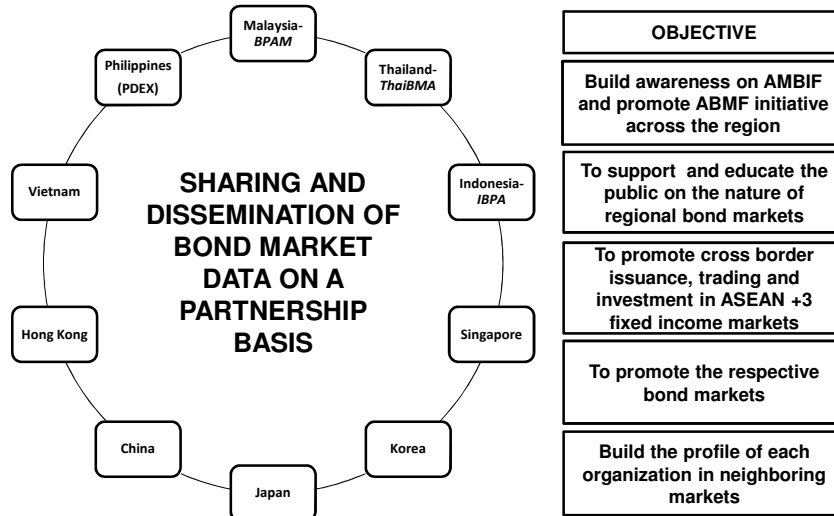 Malaysia-
BPAM
Thailand-
ThaiBMA
Indonesia-
IBPA
Singapore
Korea
Japan
China
Hong Kong
Vietnam
Philippines
(PDEX)
SHARING AND
DISSEMINATION OF
BOND MARKET
DATA ON A
PARTNERSHIP
BASIS
OBJECTIVE
Build awareness on AMBIF
and promote ABMF initiative
across the region
To support and educate the
public on the nature of
regional bond markets
To promote cross border
issuance, trading and
investment in ASEAN +3
fixed income markets
To promote the respective
bond markets
Build the profile of each
organization in neighboring
markets